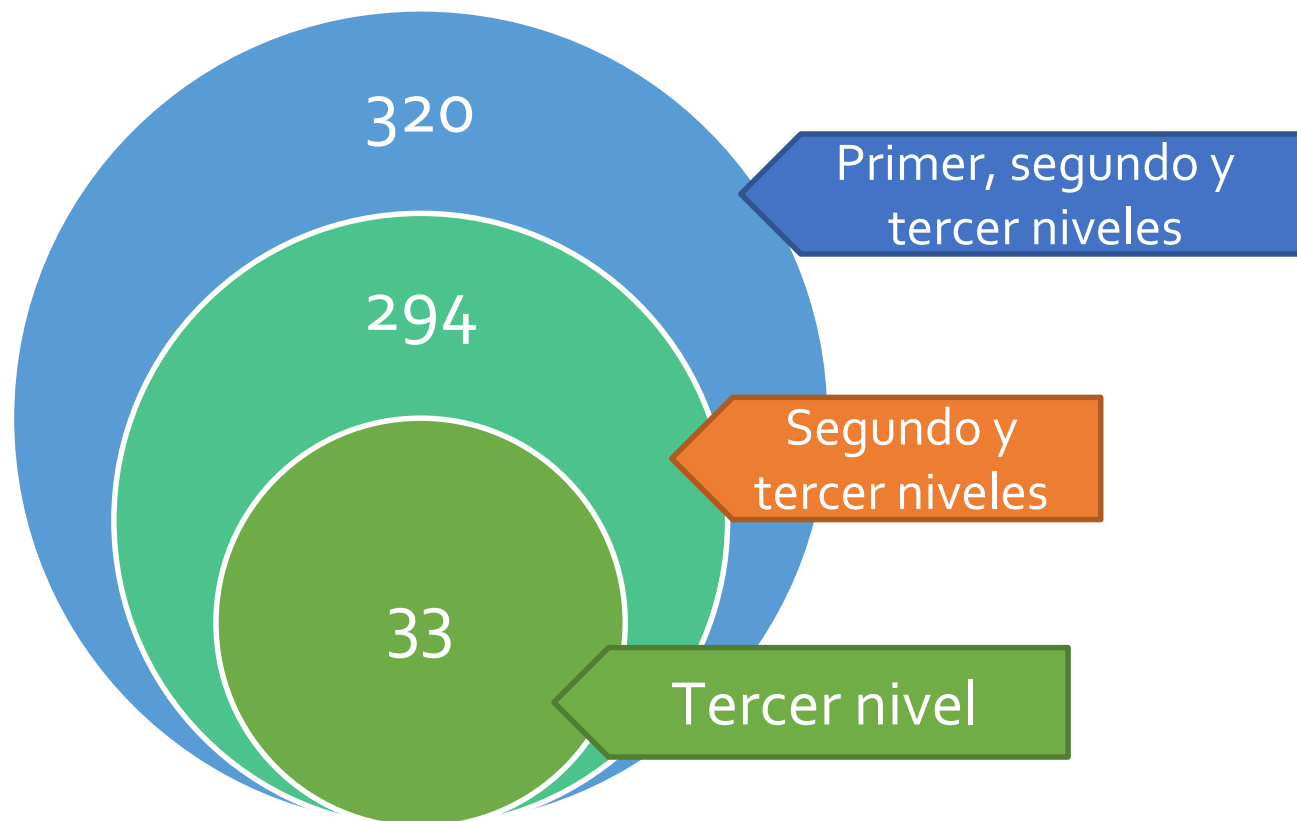 320
Primer, segundo y
tercer niveles
294
Segundo y
tercer niveles
33
Tercer nivel